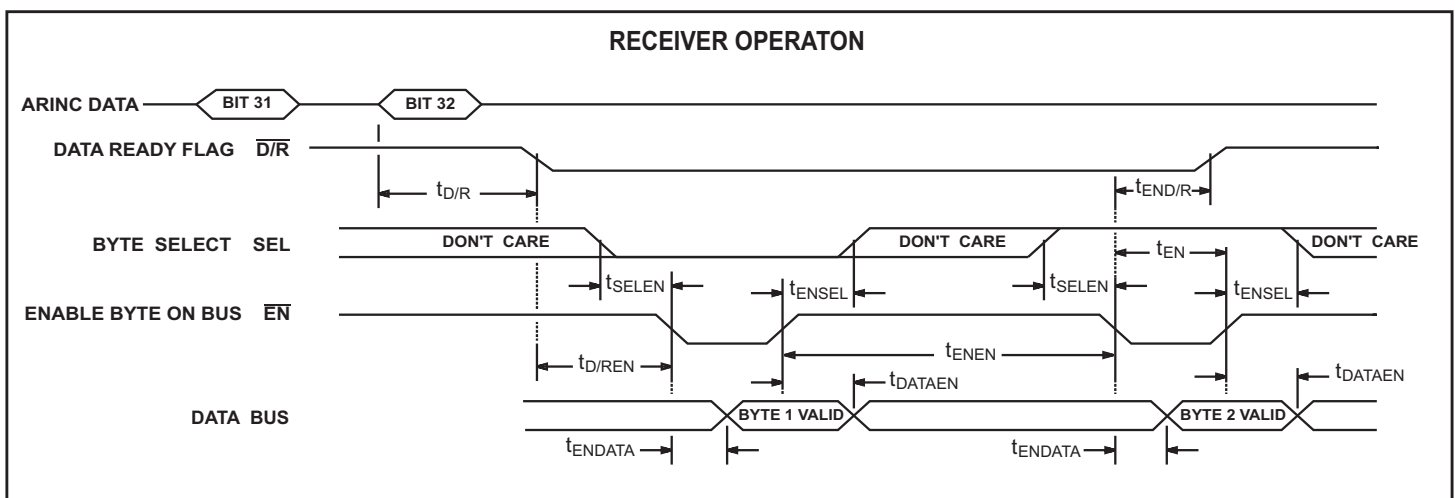 RECEIVER OPERATON
ARINC DATA
BIT 31
BIT 32
DATA READY FLAG D/R
tD/R
tEND/R
BYTE SELECT SEL
DON'T CARE
DON'T CARE
DON'T CARE
tEN
tSELEN
tENSEL
tSELEN
tENSEL
ENABLE BYTE ON BUS EN
tENEN
tD/REN
tDATAEN
tDATAEN
DATA BUS
BYTE 1 VALID
BYTE 2 VALID
tENDATA
tENDATA